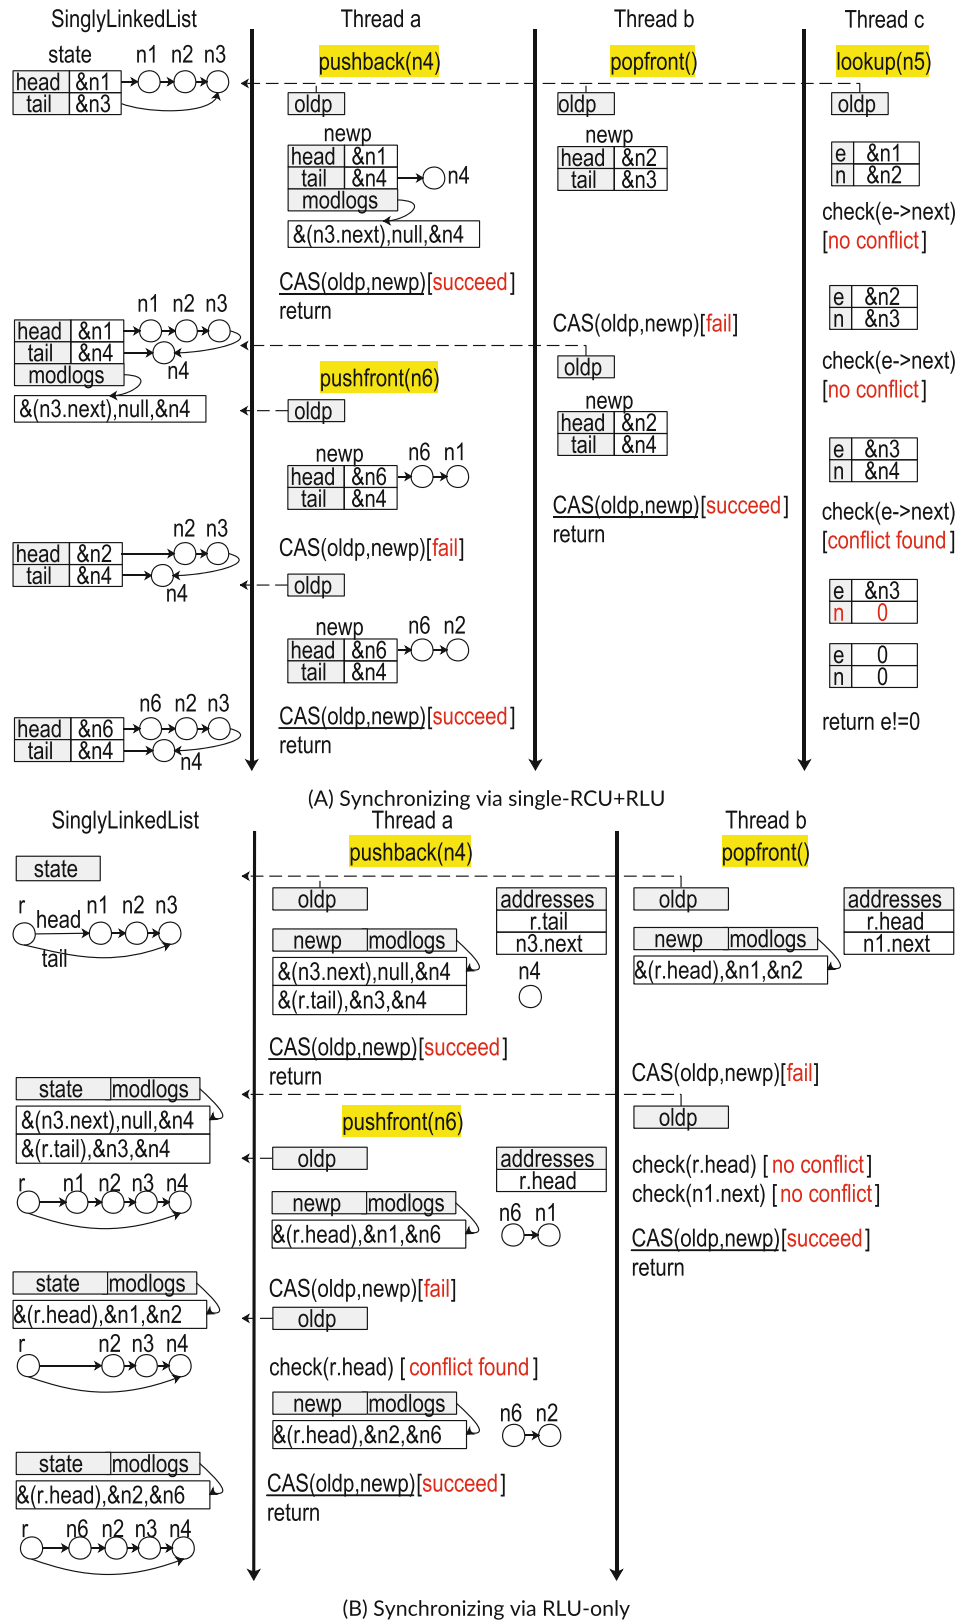 SinglyLinkedList
Thread a
Thread b
Thread c
state
n1
n2
n3
head
&n1
tail
&n3
pushback(n4)
oldp
newp
head
&n1
tail
&n4
n4
modlogs
&(n3.next),null,&n4
CAS(oldp,newp)[succeed]
return
popfront()
oldp
newp
head
&n2
tail
&n3
lookup(n5)
oldp
e
&n1
n
&n2
check(e->next)
[no conflict]
n1
n2
n3
head
&n1
tail
&n4
n4
modlogs
&(n3.next),null,&n4
pushfront(n6)
oldp
newp
n6
n1
head
&n6
tail
&n4
CAS(oldp,newp)[fail]
oldp
CAS(oldp,newp)[fail]
oldp
newp
head
&n2
tail
&n4
CAS(oldp,newp)[succeed]
return
e
&n2
n
&n3
check(e->next)
[no conflict]
e
&n3
n
&n4
check(e->next)
[conflict found]
n2
n3
head
&n2
tail
&n4
n4
newp
n6
n2
head
&n6
tail
&n4
CAS(oldp,newp)[succeed]
return
e
&n3
n
0
e
0
n
0
return e!=0
n6
n2
n3
head
&n6
tail
&n4
n4
(A) Synchronizing via single-RCU+RLU
SinglyLinkedList
Thread a
Thread b
state
r
head
n1
n2
n3
tail
pushback(n4)
oldp
addresses
r.tail
n3.next
newp
modlogs
&(n3.next),null,&n4
&(r.tail),&n3,&n4
n4
CAS(oldp,newp)[succeed]
return
popfront()
oldp
addresses
r.head
n1.next
newp
modlogs
&(r.head),&n1,&n2
CAS(oldp,newp)[fail]
oldp
check(r.head) [no conflict]
check(n1.next) [no conflict]
CAS(oldp,newp)[succeed]
return
state
modlogs
&(n3.next),null,&n4
&(r.tail),&n3,&n4
r
n1
n2
n3
n4
pushfront(n6)
oldp
addresses
r.head
newp
modlogs
&(r.head),&n1,&n6
n6
n1
CAS(oldp,newp)[fail]
oldp
check(r.head) [conflict found]
newp
modlogs
&(r.head),&n2,&n6
n6
n2
CAS(oldp,newp)[succeed]
return
state
modlogs
&(r.head),&n1,&n2
r
n2
n3
n4
state
modlogs
&(r.head),&n2,&n6
r
n6
n2
n3
n4
(B) Synchronizing via RLU-only